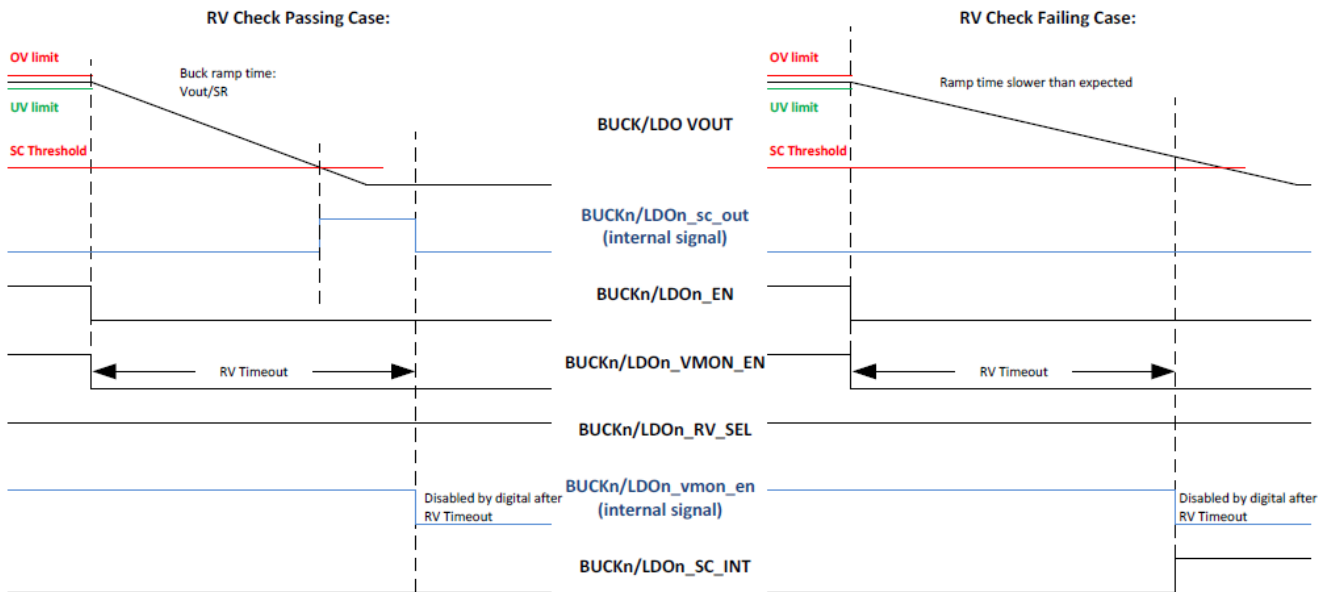 RV Check Passing Case:
RV Check Failing Case:
OV limit
Buck ramp time:
Vout/SR
UV limit
SC Threshold
BUCK/LDO VOUT
OV limit
Ramp time slower than expected
UV limit
SC Threshold
BUCKn/LDOn_sc_out
(internal signal)
BUCKn/LDOn_EN
RV Timeout
BUCKn/LDOn_VMON_EN
RV Timeout
BUCKn/LDOn_RV_SEL
Disabled by digital after
RV Timeout
BUCKn/LDOn_vmon_en
(internal signal)
Disabled by digital after
RV Timeout
BUCKn/LDOn_SC_INT